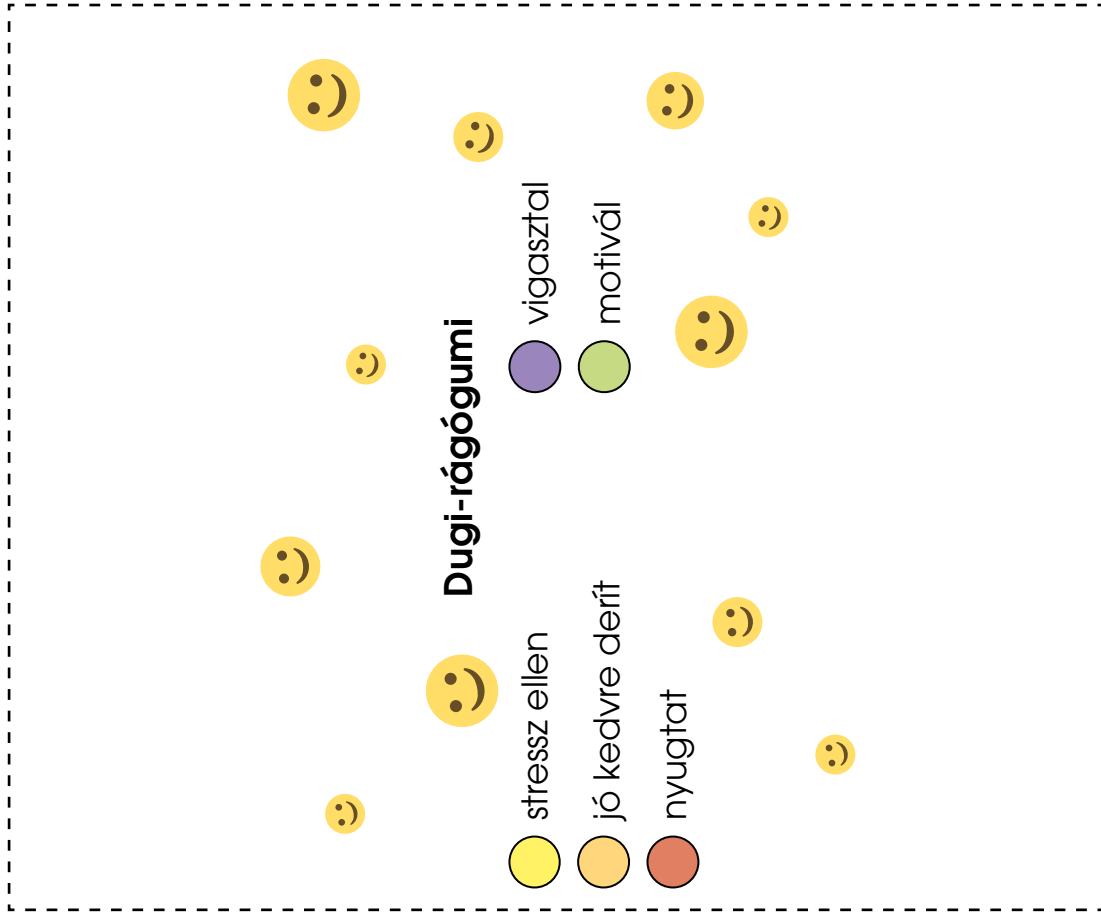 Dugi-rágógumi
stressz ellen
jó kedvre derít
nyugtat
vigasztal
motivál